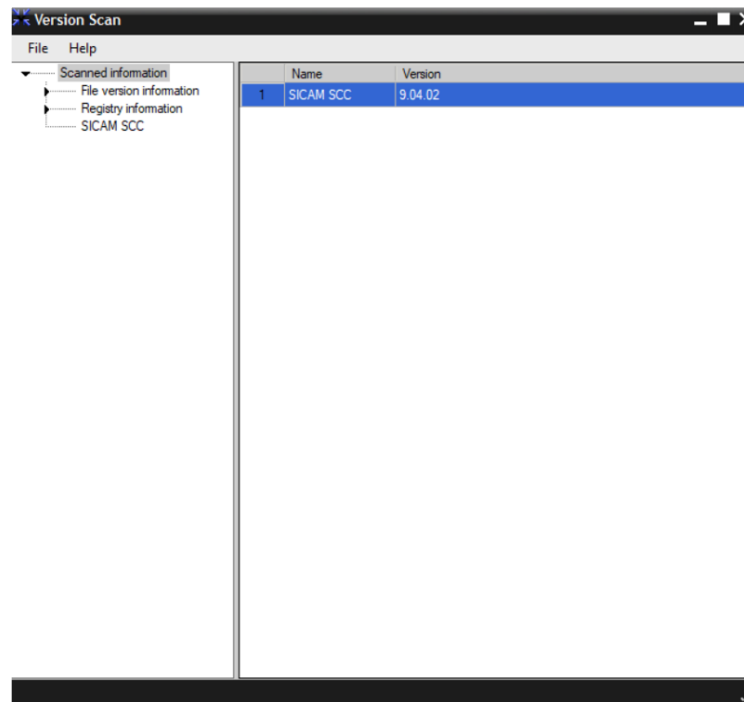 Version Scan
File Help
Scanned information
File version information
Registry information
SICAM SCC
Name Version
1 SICAM SCC 9.04.02